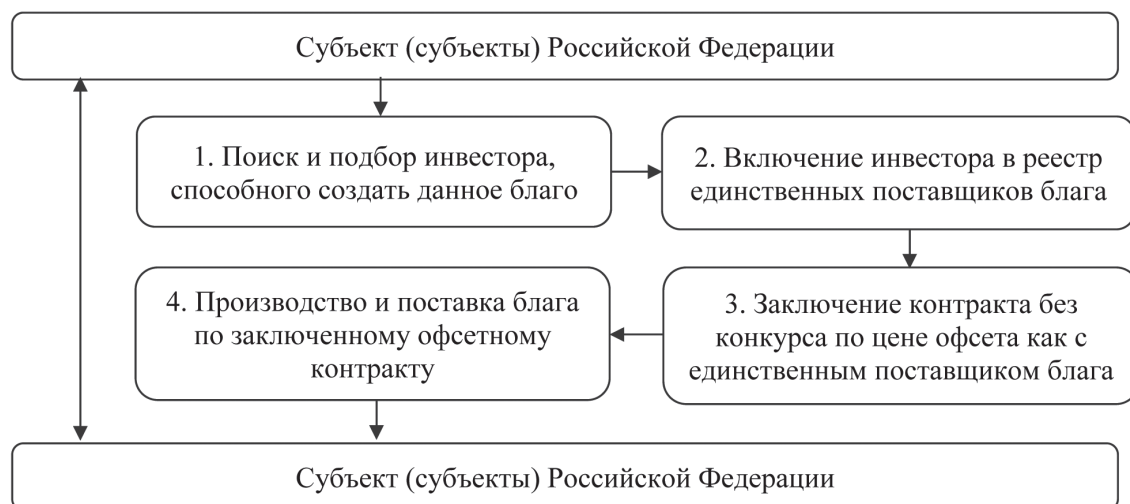 Субъект (субъекты) Российской Федерации
1. Поиск и подбор инвестора,
способного создать данное благо
2. Включение инвестора в реестр
единственных поставщиков блага
3. Заключение контракта без
конкурса по цене офсета как с
единственным поставщиком блага
4. Производство и поставка блага
по заключенному офсетному
контракту
Субъект (субъекты) Российской Федерации